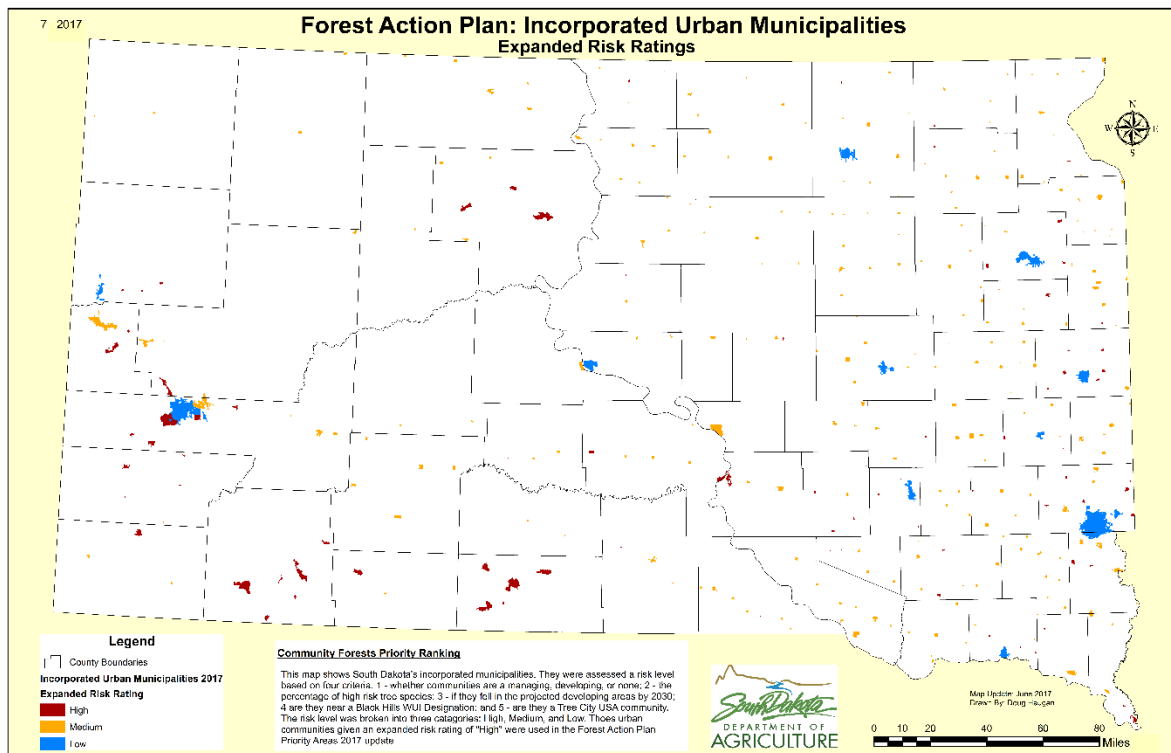 7 2017
Forest Action Plan: Incorporated Urban Municipalities
Expanded Risk Ratings
N
W E
S
Legend
County Boundaries
Incorporated Urban Municipalities 2017
Expanded Risk Rating
High
Medium
Low
Community Forests Priority Ranking
This map shows South Dakota's incorporated municipalities. They were assessed a risk level
based on four criteria. 1 - whether communities are a managing, developing, or none; 2 - the
percentage of high risk tree species; 3 - if they fell in the projected developing areas by 2030;
4 are they near a Black Hills WUI Designation; and 5 - are they a Tree City USA community.
The risk level was broken into three catagories: High, Medium, and Low. Thoes urban
communities given an expanded risk rating of "High" were used in the Forest Action Plan
Priority Areas 2017 update
South Dakota
DEPARTMENT OF
AGRICULTURE
Map Update: June 2017
Drawn By: Doug Haugan
0 5 10 20 40 60 80
Miles